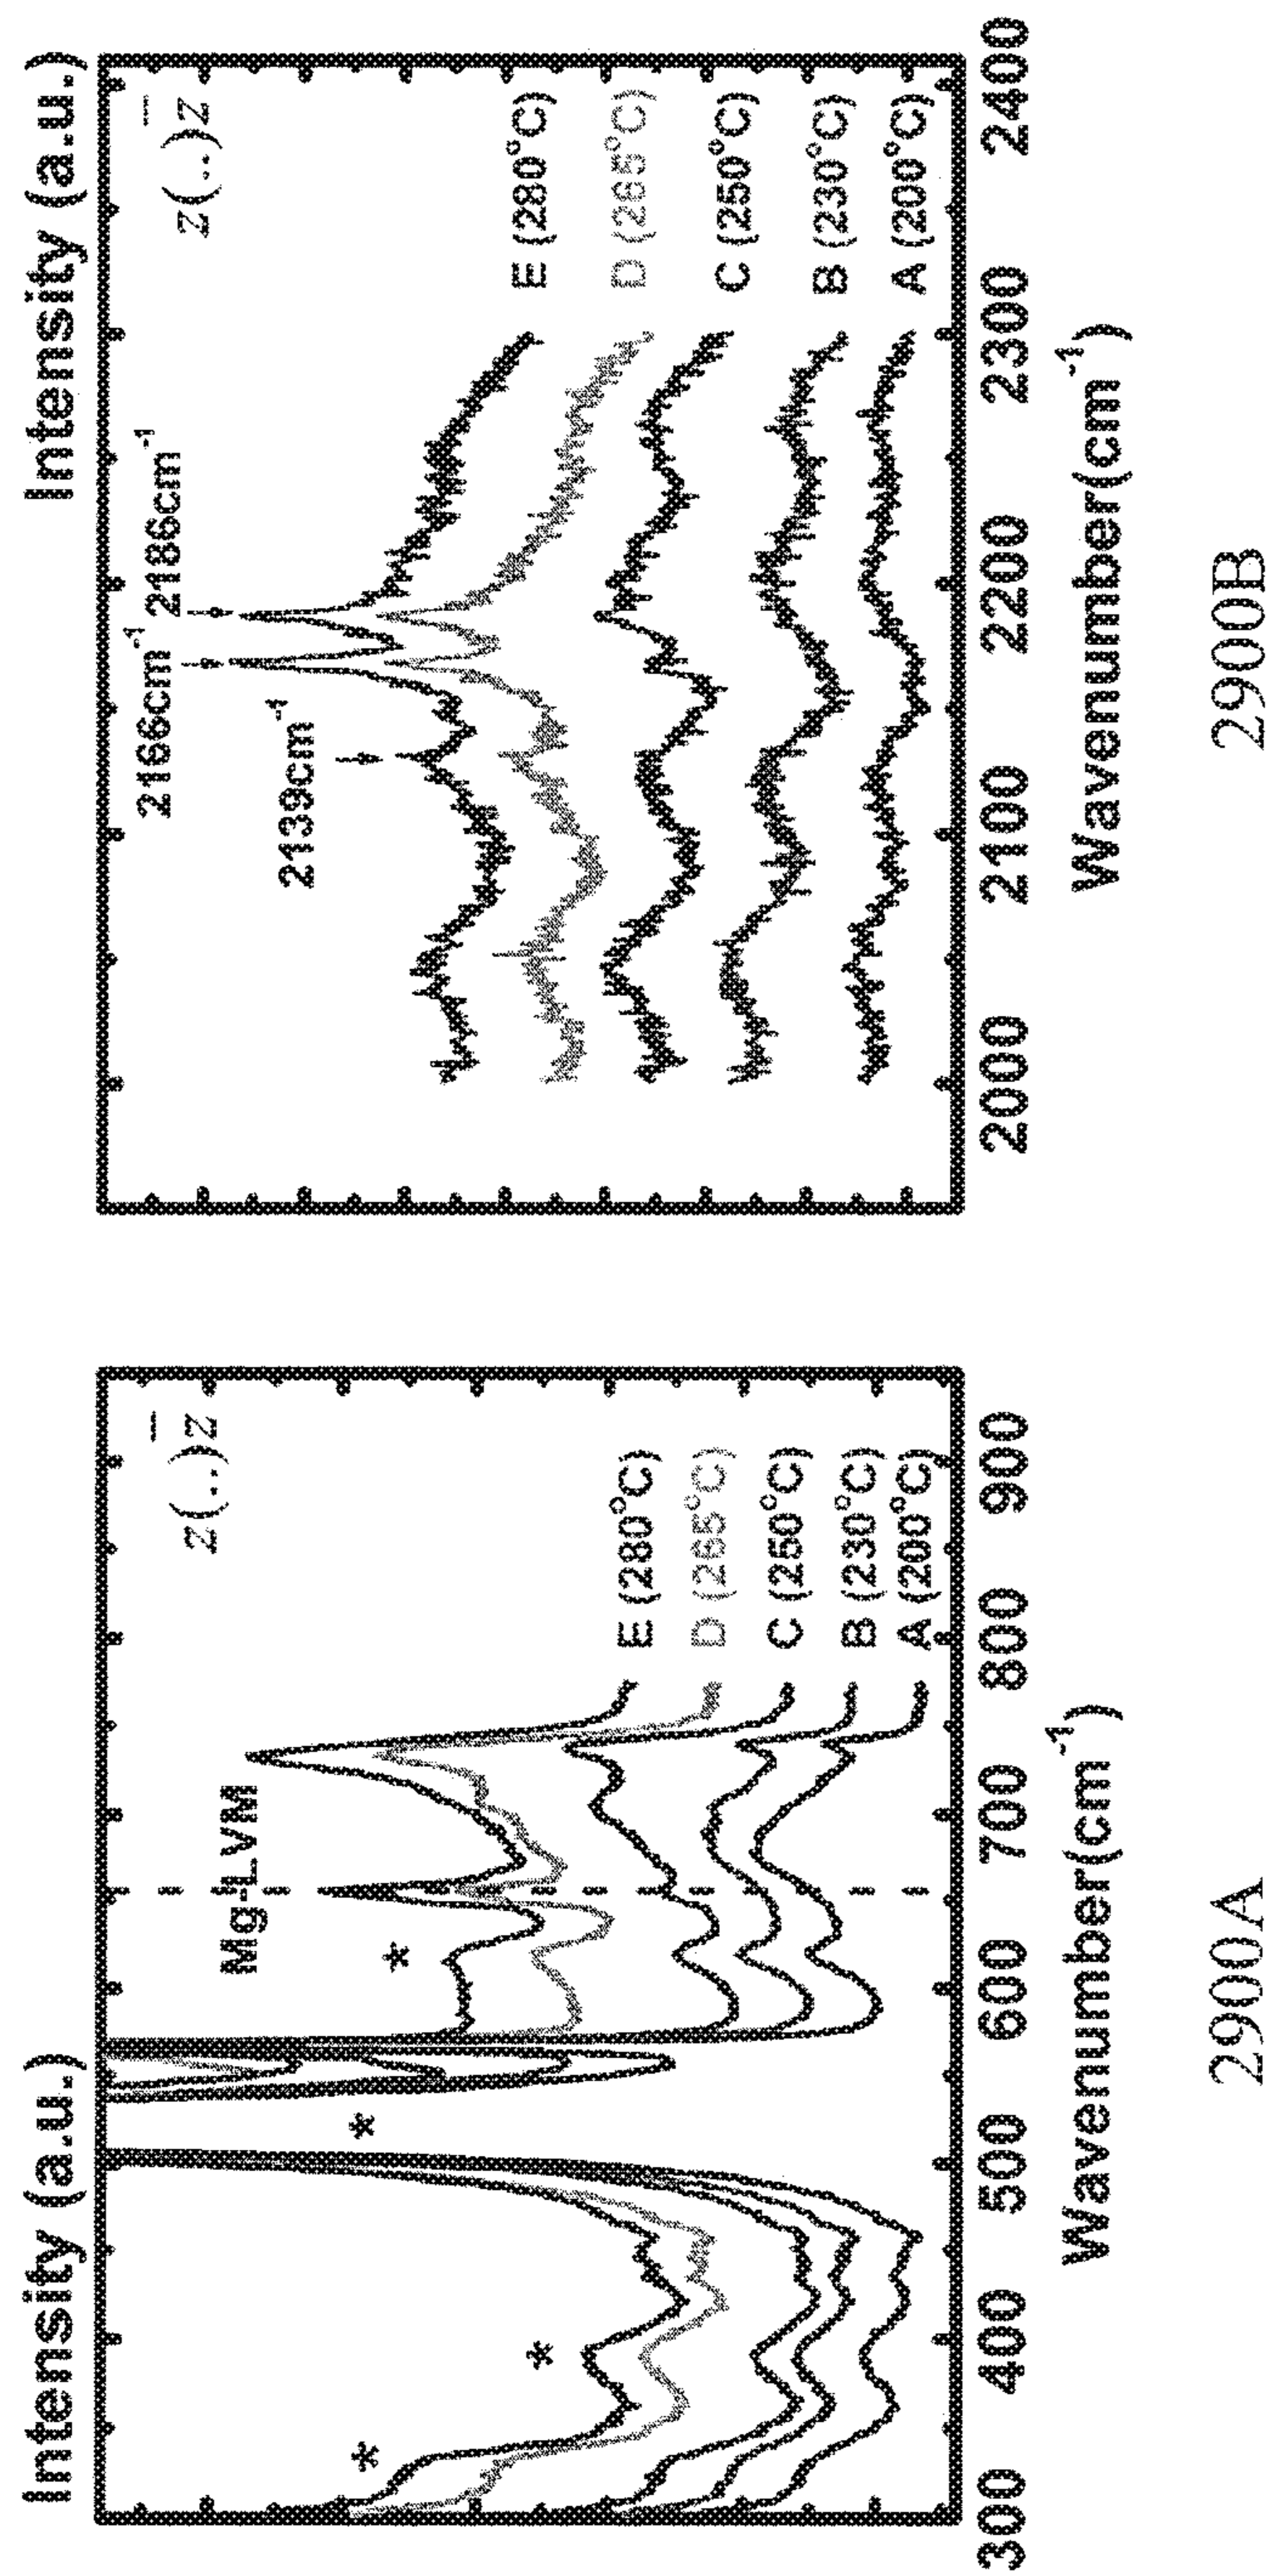 Intensity (a.u.)
z(..)z̅
Mg-LVM
*
*
*
*
E (280°C)
D (265°C)
C (250°C)
B (230°C)
A (200°C)
300 400 500 600 700 800 900
Wavenumber(cm⁻¹)
2900A
Intensity (a.u.)
z(..)z̅
2166cm⁻¹ 2186cm⁻¹
2139cm⁻¹
E (280°C)
D (265°C)
C (250°C)
B (230°C)
A (200°C)
2000 2100 2200 2300 2400
Wavenumber(cm⁻¹)
2900B